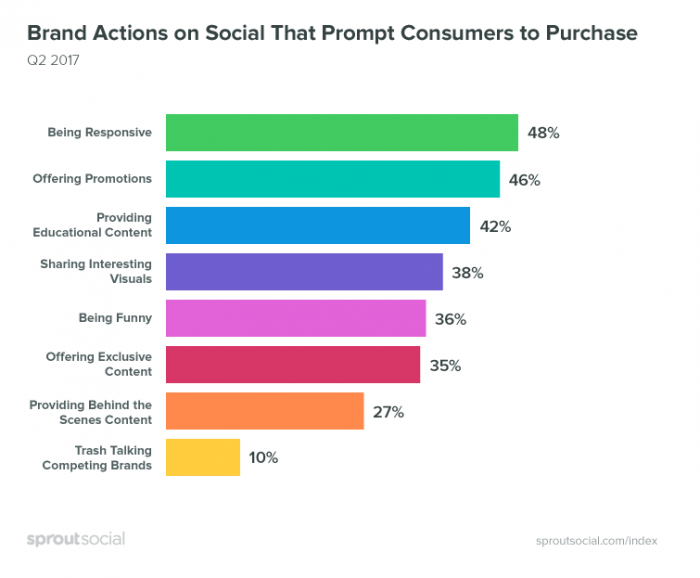 Brand Actions on Social That Prompt Consumers to Purchase
Q2 2017
Being Responsive
48%
Offering Promotions
46%
Providing
Educational Content
42%
Sharing Interesting
Visuals
38%
Being Funny
36%
Offering Exclusive
Content
35%
Providing Behind the
Scenes Content
27%
Trash Talking
Competing Brands
10%
sproutsocial
sproutsocial.com/index